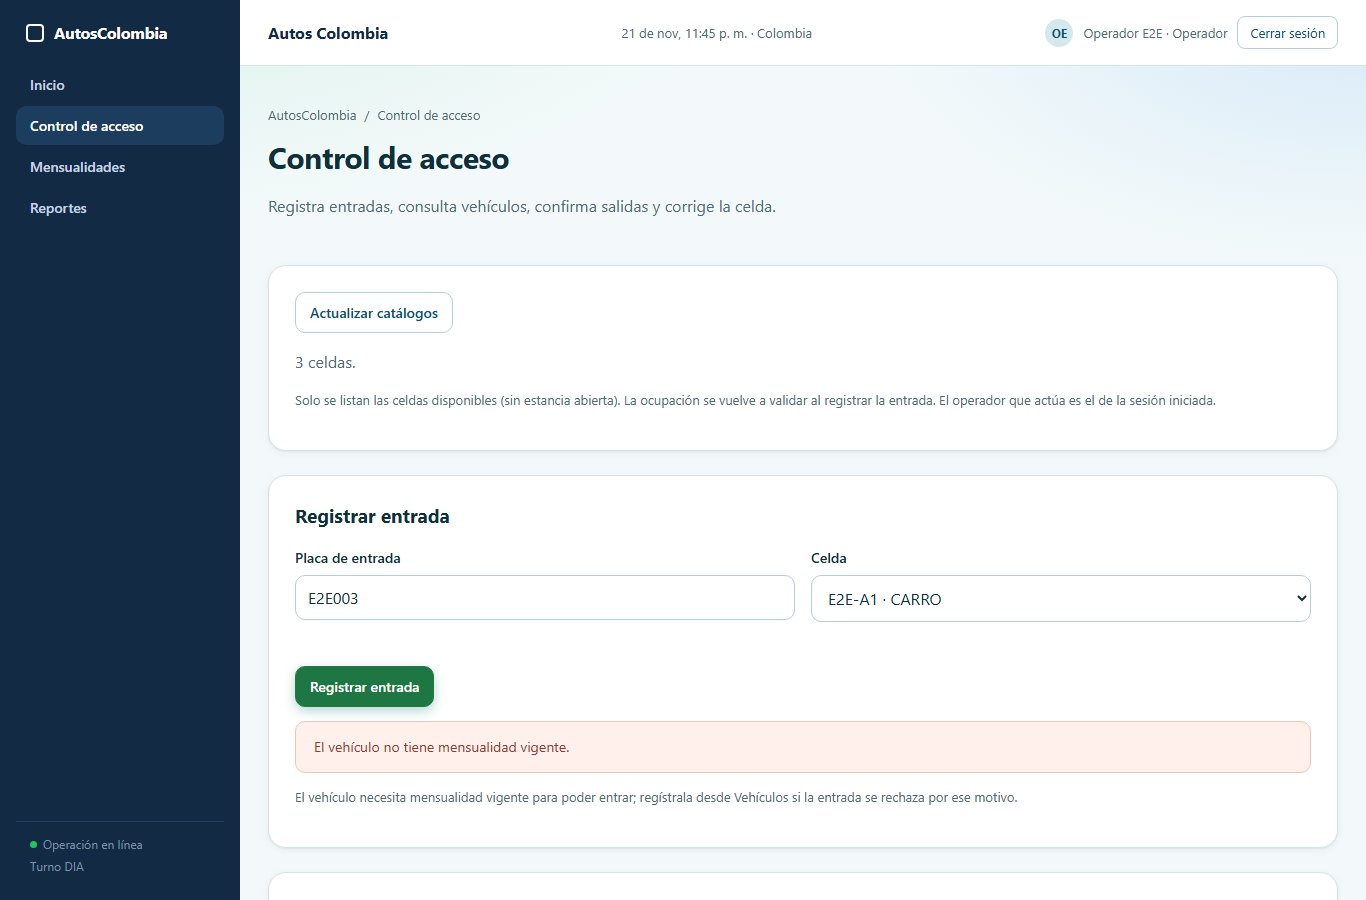 AutosColombia
Inicio
Control de acceso
Mensualidades
Reportes
Operación en línea
Turno DIA
Autos Colombia
21 de nov, 11:45 p. m. · Colombia
OE
Operador E2E · Operador
Cerrar sesión
AutosColombia / Control de acceso
Control de acceso
Registra entradas, consulta vehículos, confirma salidas y corrige la celda.
Actualizar catálogos
3 celdas.
Solo se listan las celdas disponibles (sin estancia abierta). La ocupación se vuelve a validar al registrar la entrada. El operador que actúa es el de la sesión iniciada.
Registrar entrada
Placa de entrada
Celda
E2E003
E2E-A1 · CARRO
Registrar entrada
El vehículo no tiene mensualidad vigente.
El vehículo necesita mensualidad vigente para poder entrar; regístrala desde Vehículos si la entrada se rechaza por ese motivo.